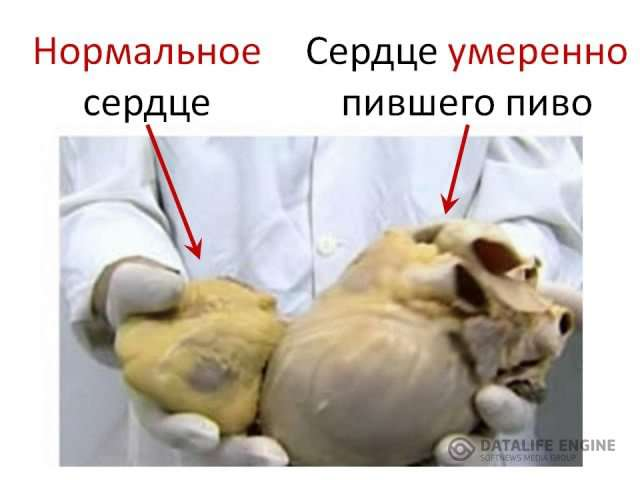 Нормальное
сердце
Сердце умеренно
пившего пиво
DATALIFE ENGINE
SOFTNEWS MEDIA GROUP